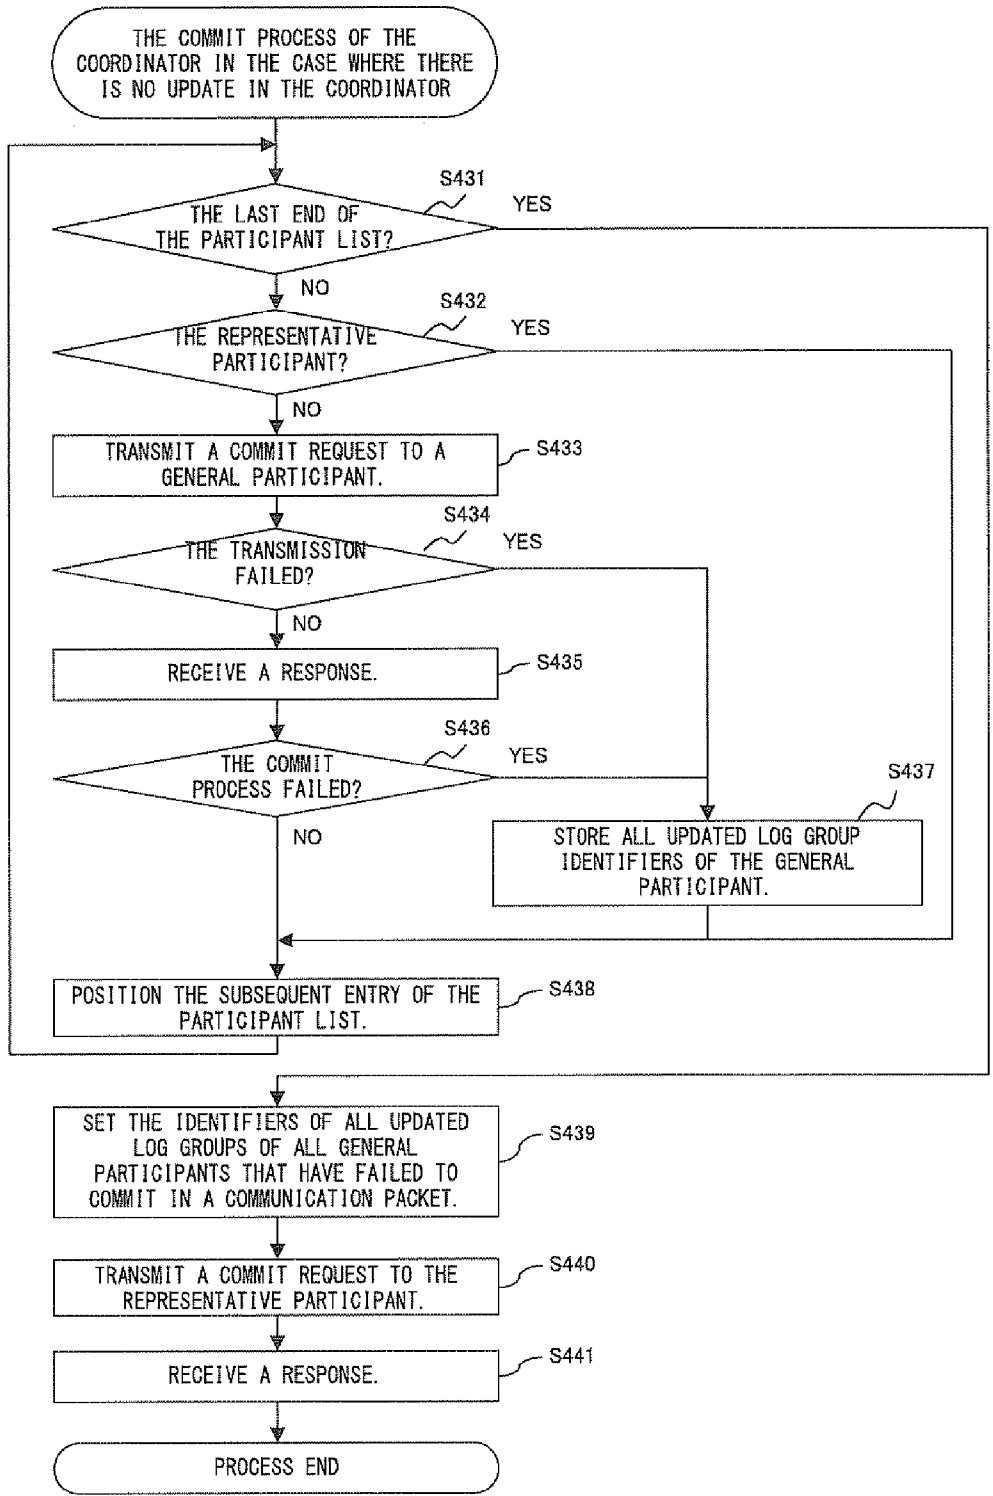 THE COMMIT PROCESS OF THE
COORDINATOR IN THE CASE WHERE THERE
IS NO UPDATE IN THE COORDINATOR
S431
YES
THE LAST END OF
THE PARTICIPANT LIST?
NO
S432
YES
THE REPRESENTATIVE
PARTICIPANT?
NO
TRANSMIT A COMMIT REQUEST TO A
GENERAL PARTICIPANT.
S433
S434
YES
THE TRANSMISSION
FAILED?
NO
RECEIVE A RESPONSE.
S435
S436
YES
THE COMMIT
PROCESS FAILED?
NO
S437
STORE ALL UPDATED LOG GROUP
IDENTIFIERS OF THE GENERAL
PARTICIPANT.
POSITION THE SUBSEQUENT ENTRY OF THE
PARTICIPANT LIST.
S438
SET THE IDENTIFIERS OF ALL UPDATED
LOG GROUPS OF ALL GENERAL
PARTICIPANTS THAT HAVE FAILED TO
COMMIT IN A COMMUNICATION PACKET.
S439
TRANSMIT A COMMIT REQUEST TO THE
REPRESENTATIVE PARTICIPANT.
S440
RECEIVE A RESPONSE.
S441
PROCESS END